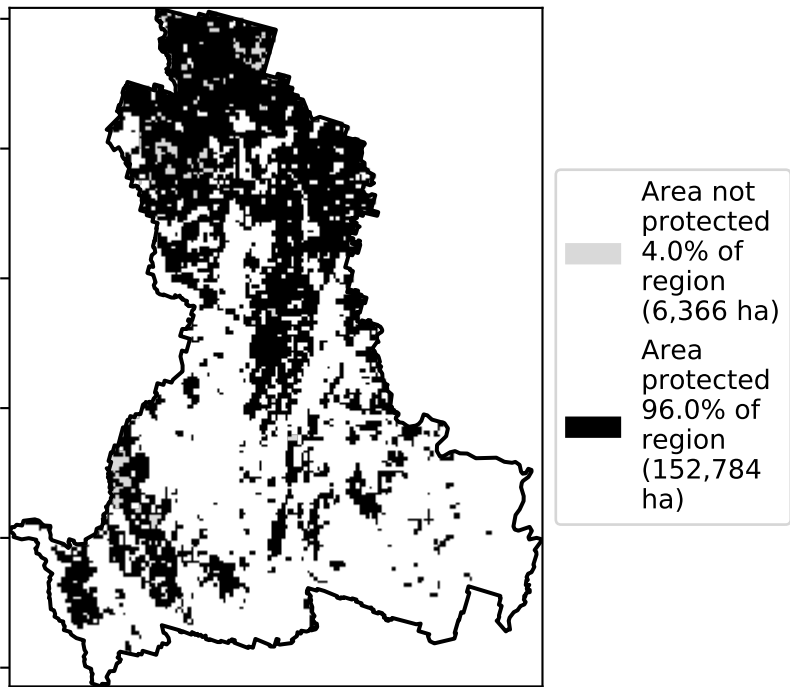 Area not
protected
4.0% of
region
(6,366 ha)
Area
protected
96.0% of
region
(152,784
ha)